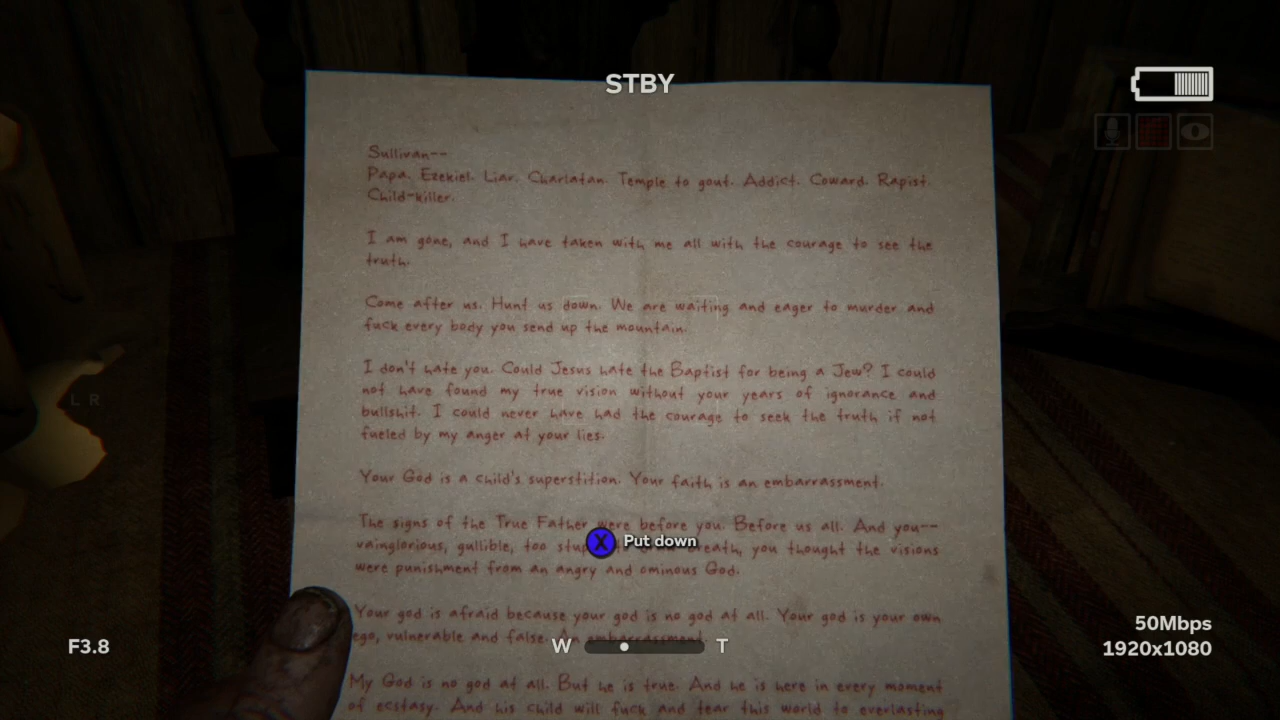 STBY
Sullivan--
Papa. Ezekiel. Liar. Charlatan. Temple to gout. Addict. Coward. Rapist.
Child-killer.
I am gone, and I have taken with me all with the courage to see the
truth.
Come after us. Hunt us down. We are waiting and eager to murder and
fuck every body you send up the mountain.
I don't hate you. Could Jesus hate the Baptist for being a Jew? I could
not have found my true vision without your years of ignorance and
bullshit. I could never have had the courage to seek the truth if not
fueled by my anger at your lies.
L R
Your God is a child's superstition. Your faith is an embarrassment.
The signs of the True Father were before you. Before us all. And you--
X Put down
vainglorious, gullible, too breath, you thought the visions
were punishment from an angry and ominous God.
Your god is afraid because your god is no god at all. Your god is your own
ego, vulnerable and false. An embarrassment.
F3.8
W T
50Mbps
1920x1080
My God is no god at all. But he is true. And he is here in every moment
of ecstasy. And his child will fuck and tear this world to everlasting